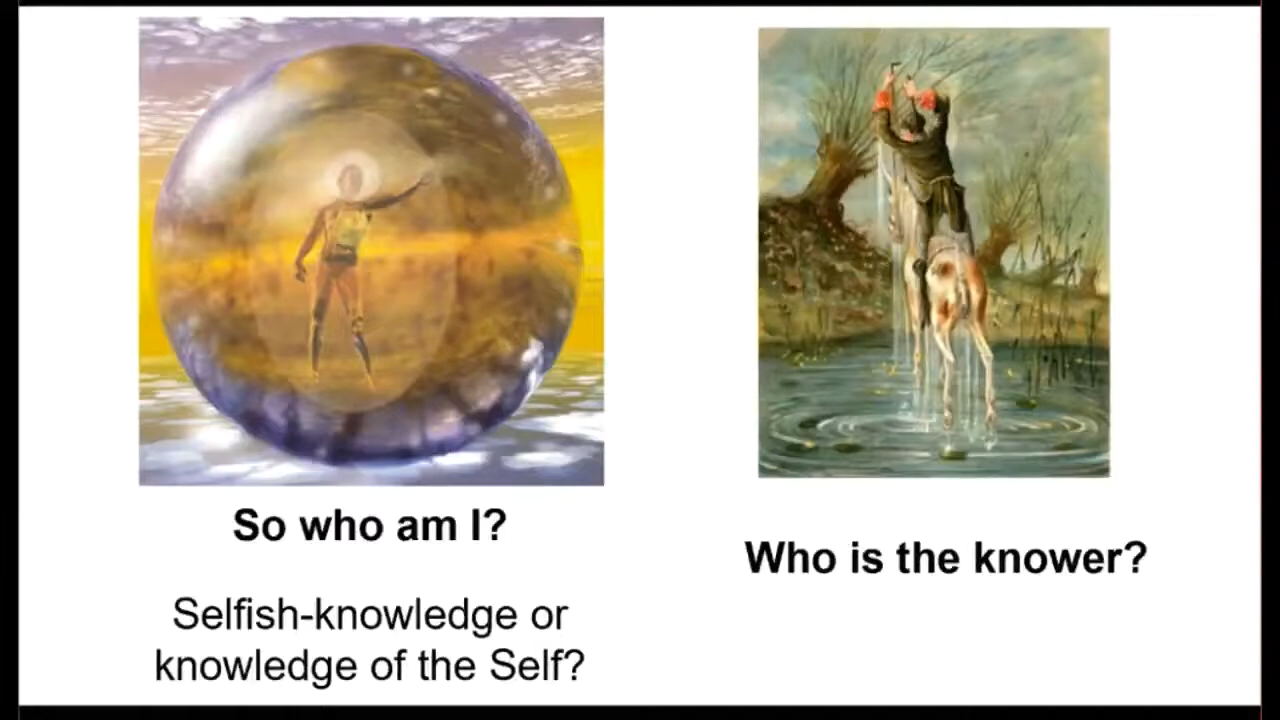 So who am I?
Selfish-knowledge or
knowledge of the Self?
Who is the knower?